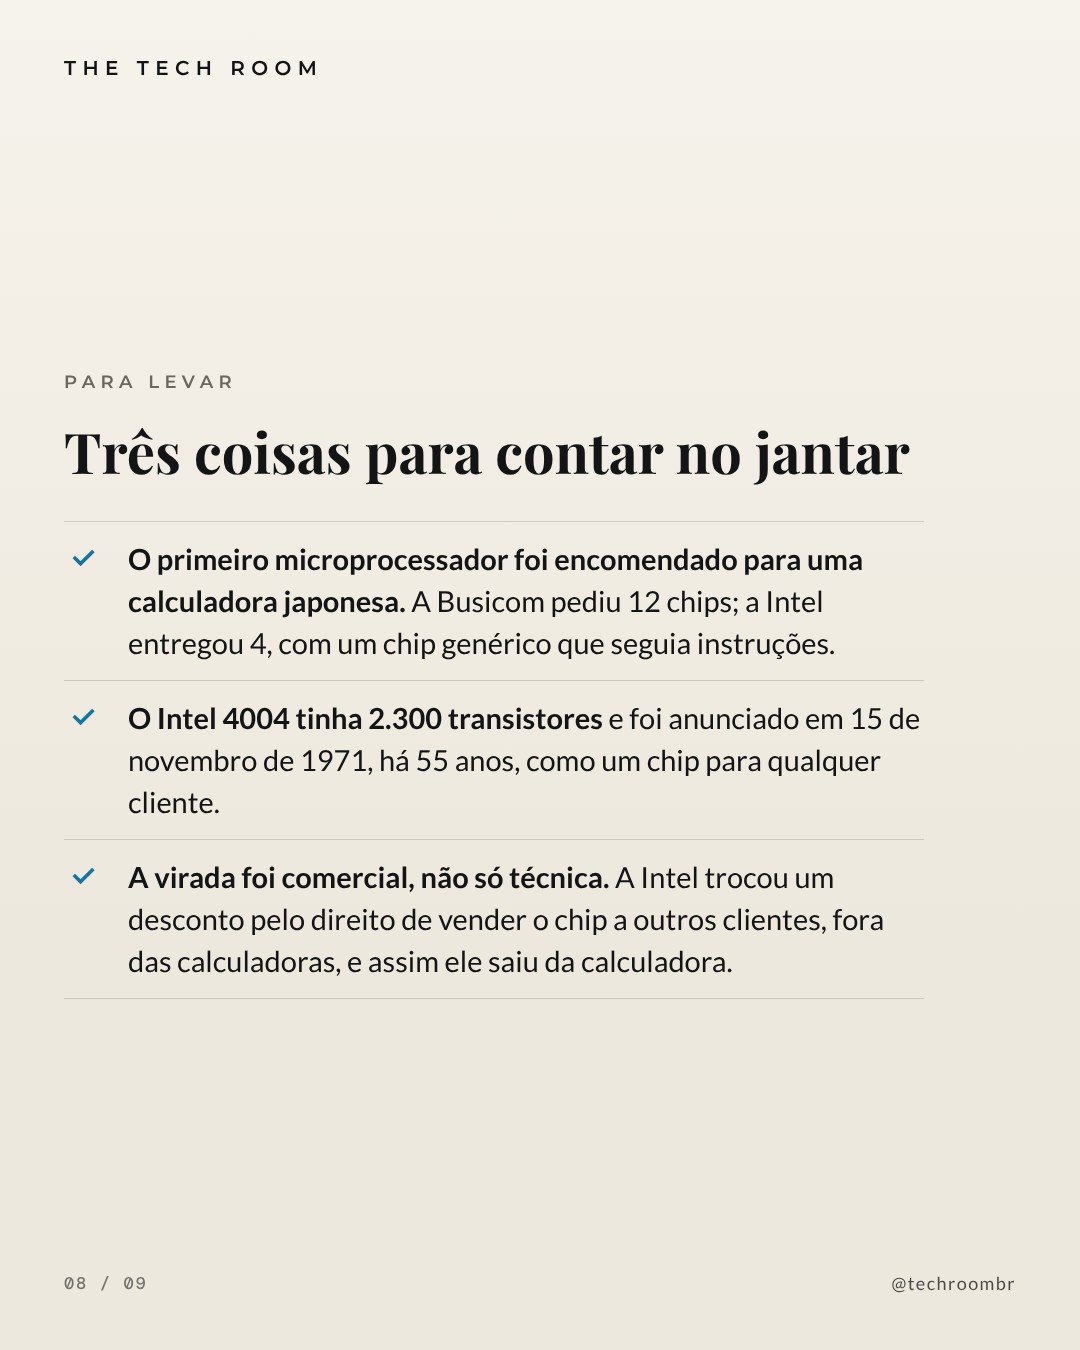 THE TECH ROOM
PARA LEVAR
Três coisas para contar no jantar
O primeiro microprocessador foi encomendado para uma
calculadora japonesa. A Busicom pediu 12 chips; a Intel
entregou 4, com um chip genérico que seguia instruções.
O Intel 4004 tinha 2.300 transistores e foi anunciado em 15 de
novembro de 1971, há 55 anos, como um chip para qualquer
cliente.
A virada foi comercial, não só técnica. A Intel trocou um
desconto pelo direito de vender o chip a outros clientes, fora
das calculadoras, e assim ele saiu da calculadora.
08 / 09
@techroombr